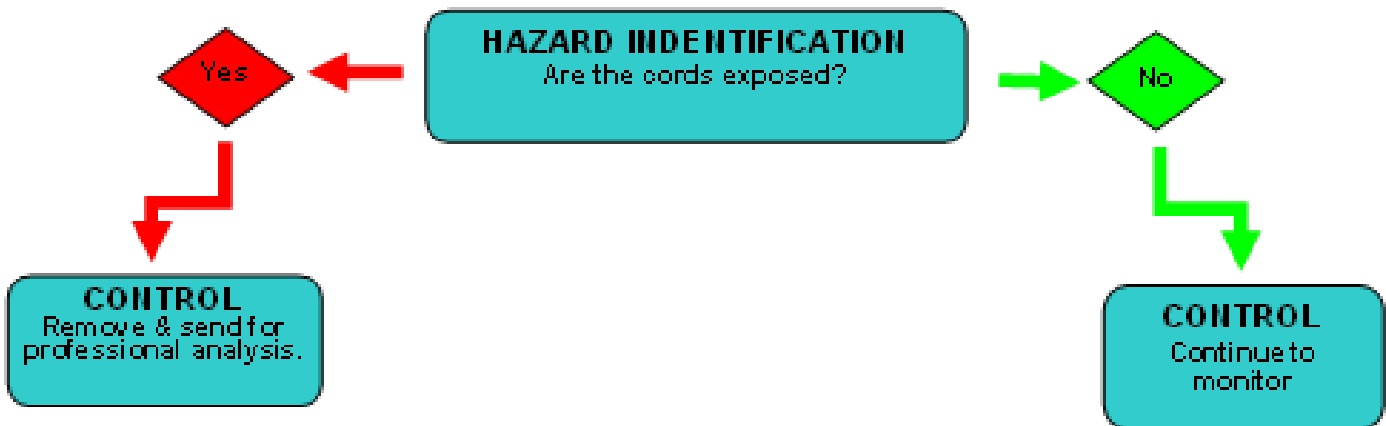 HAZARD INDENTIFICATION
Are the cords exposed?
Yes
No
CONTROL
Remove & send for
professional analysis.
CONTROL
Continue to
monitor